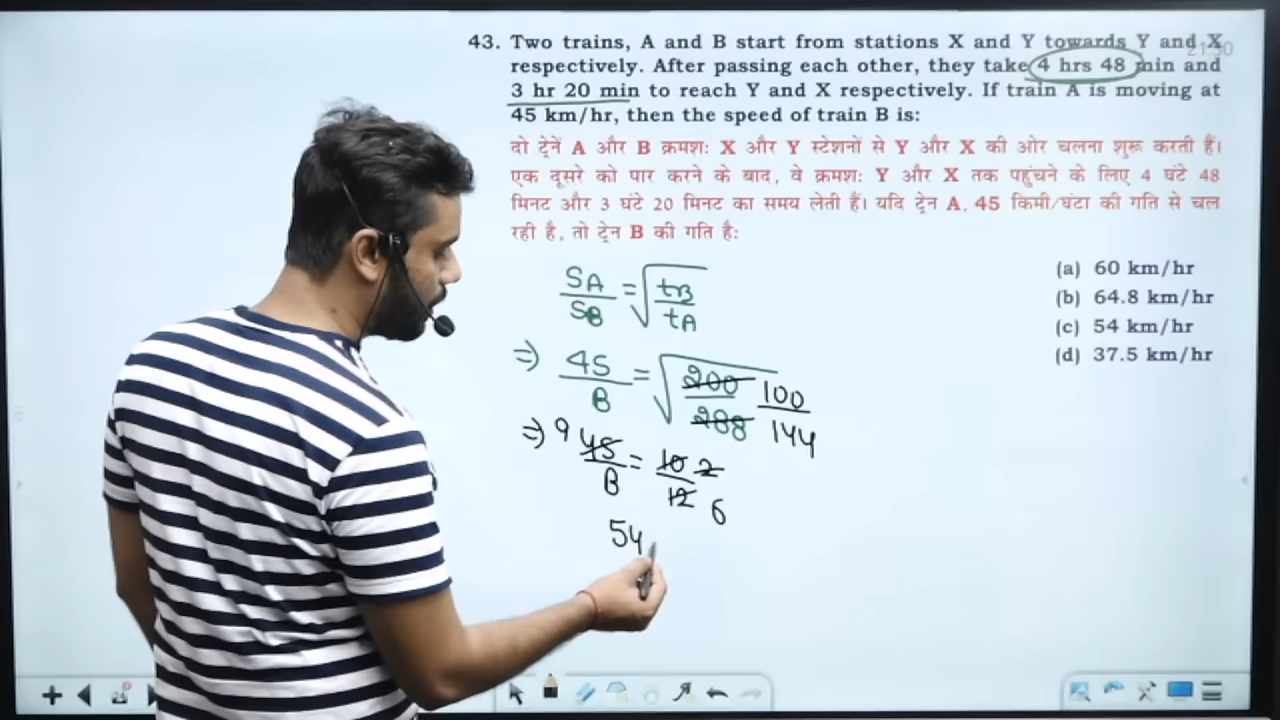 43. Two trains, A and B start from stations X and Y towards Y and X
respectively. After passing each other, they take 4 hrs 48 min and
3 hr 20 min to reach Y and X respectively. If train A is moving at
45 km/hr, then the speed of train B is:
दो ट्रेनें A और B क्रमशः X और Y स्टेशनों से Y और X की ओर चलना शुरू करती हैं।
एक दूसरे को पार करने के बाद, वे क्रमशः Y और X तक पहुंचने के लिए 4 घंटे 48
मिनट और 3 घंटे 20 मिनट का समय लेती हैं। यदि ट्रेन A, 45 किमी/घंटा की गति से चल
रही है, तो ट्रेन B की गति है:
(a) 60 km/hr
(b) 64.8 km/hr
(c) 54 km/hr
(d) 37.5 km/hr
SA/SB = √tB/tA
⇒ 45/B = √200/288 100/144
⇒ 9 45/B = 10/12 2 6
54